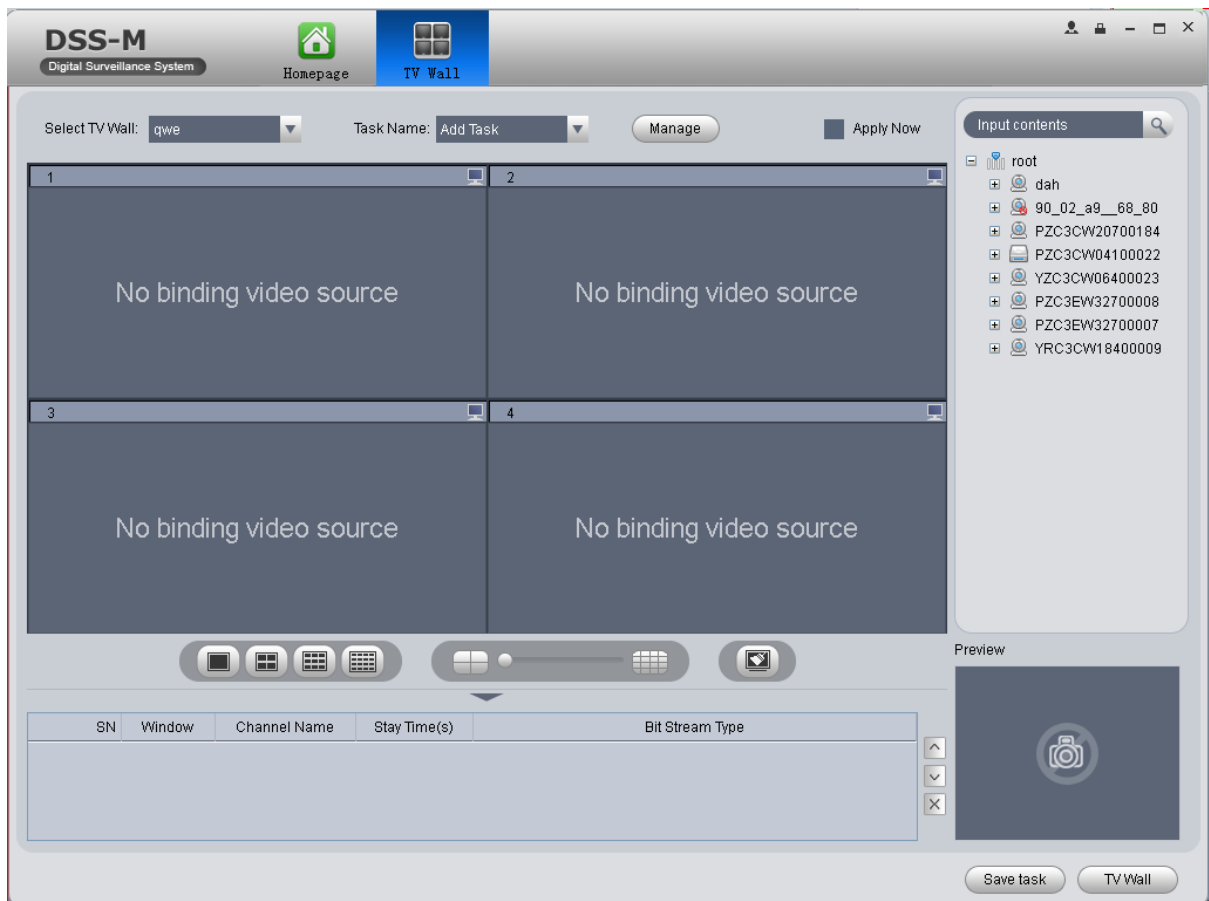 DSS-M
Digital Surveillance System
Homepage
TV Wall
Select TV Wall: qwe
Task Name: Add Task
Manage
Apply Now
Input contents
root
dah
90_02_a9__68_80
PZC3CW20700184
PZC3CW04100022
YZC3CW06400023
PZC3EW32700008
PZC3EW32700007
YRC3CW18400009
1
2
No binding video source
No binding video source
3
4
No binding video source
No binding video source
Preview
SN Window Channel Name Stay Time(s) Bit Stream Type
Save task
TV Wall